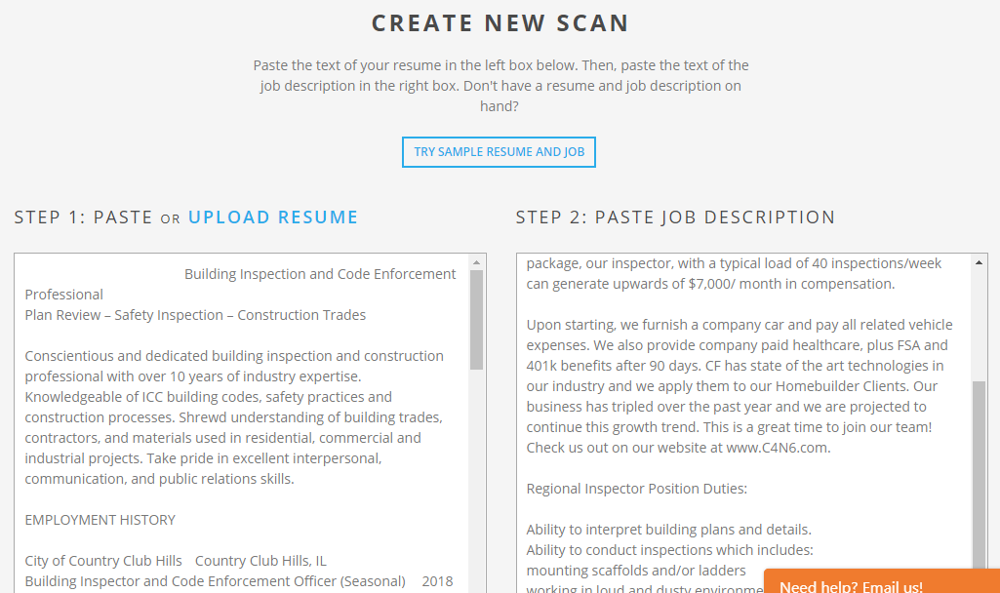 CREATE NEW SCAN
Paste the text of your resume in the left box below. Then, paste the text of the
job description in the right box. Don't have a resume and job description on
hand?
TRY SAMPLE RESUME AND JOB
STEP 1: PASTE OR UPLOAD RESUME
Building Inspection and Code Enforcement
Professional
Plan Review – Safety Inspection – Construction Trades
Conscientious and dedicated building inspection and construction
professional with over 10 years of industry expertise.
Knowledgeable of ICC building codes, safety practices and
construction processes. Shrewd understanding of building trades,
contractors, and materials used in residential, commercial and
industrial projects. Take pride in excellent interpersonal,
communication, and public relations skills.
EMPLOYMENT HISTORY
City of Country Club Hills Country Club Hills, IL
Building Inspector and Code Enforcement Officer (Seasonal) 2018
STEP 2: PASTE JOB DESCRIPTION
package, our inspector, with a typical load of 40 inspections/week
can generate upwards of $7,000/ month in compensation.
Upon starting, we furnish a company car and pay all related vehicle
expenses. We also provide company paid healthcare, plus FSA and
401k benefits after 90 days. CF has state of the art technologies in
our industry and we apply them to our Homebuilder Clients. Our
business has tripled over the past year and we are projected to
continue this growth trend. This is a great time to join our team!
Check us out on our website at www.C4N6.com.
Regional Inspector Position Duties:
Ability to interpret building plans and details.
Ability to conduct inspections which includes:
mounting scaffolds and/or ladders
working in loud and dusty environme
Need help? Email us!